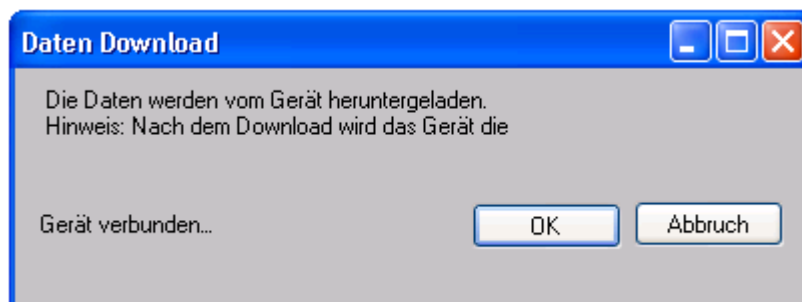 Daten Download
Die Daten werden vom Gerät heruntergeladen.
Hinweis: Nach dem Download wird das Gerät die
Gerät verbunden...
OK
Abbruch